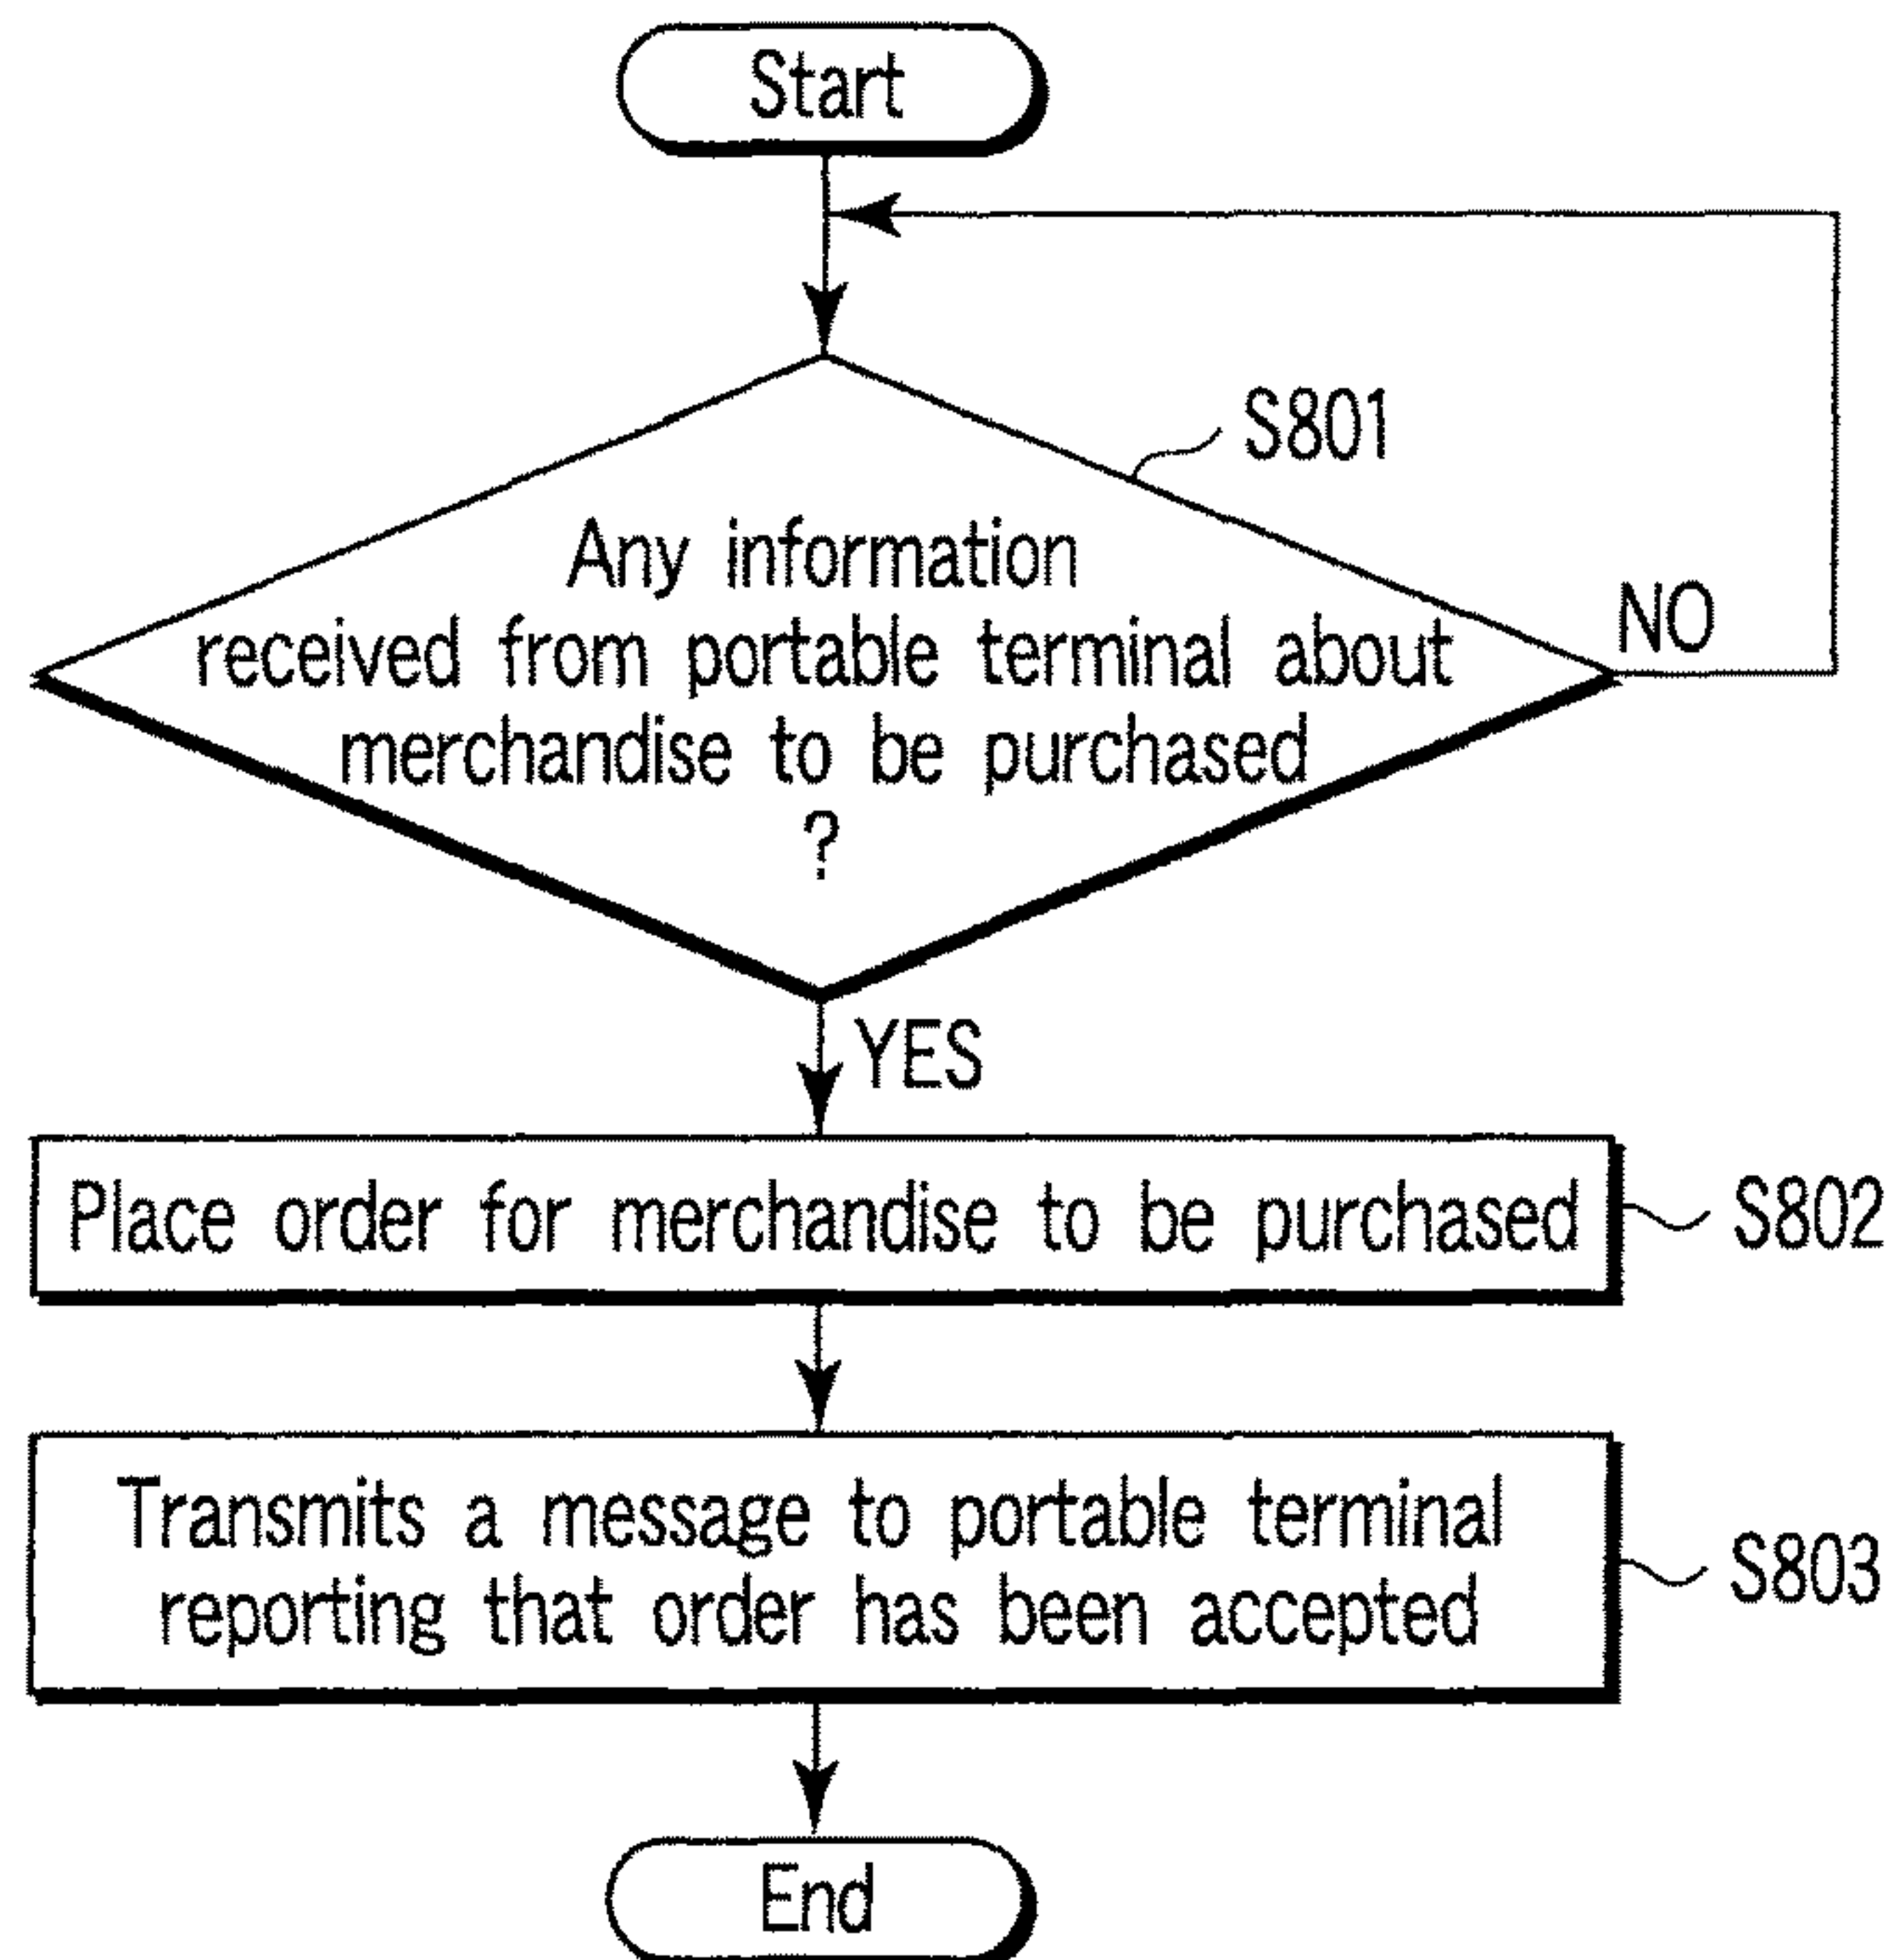 Start
S801
Any information
received from portable terminal about
merchandise to be purchased
?
NO
YES
Place order for merchandise to be purchased
S802
Transmits a message to portable terminal
reporting that order has been accepted
S803
End